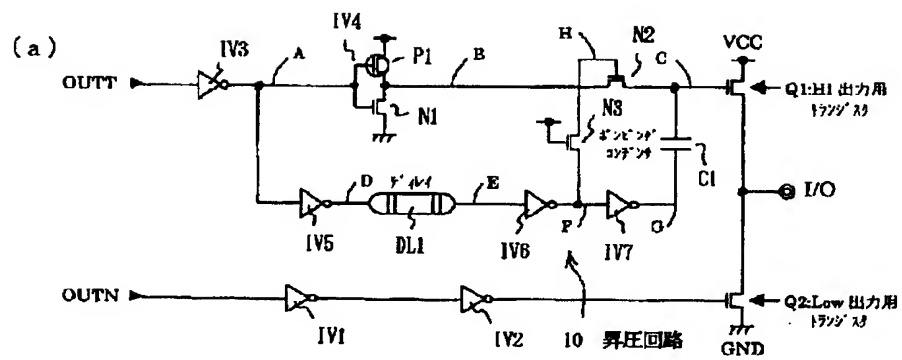 (a)
IV4
IV3
A
P1
B
H
N2
C
VCC
OUTT
N1
N3
Q1:HI 出力用
トランジスタ
ポンピング
コンデンサ
C1
D
ディレイ
E
I/O
IV5
DL1
IV6
F
IV7
G
OUTN
Q2:Low 出力用
トランジスタ
IV1
IV2
10 昇圧回路
GND